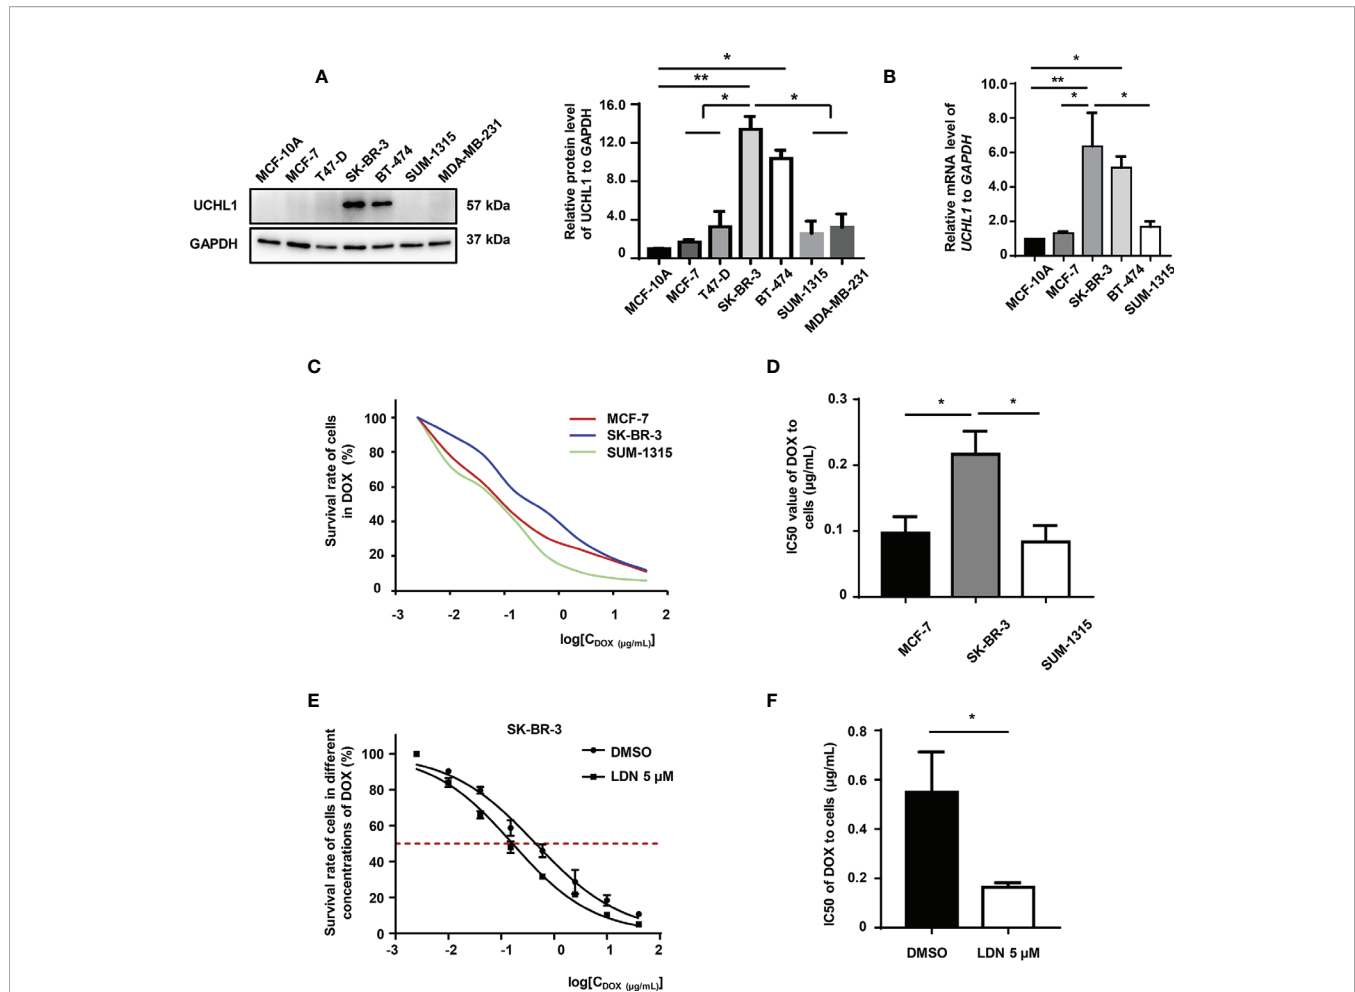 A
MCF-10A
MCF-7
T47-D
SK-BR-3
BT-474
SUM-1315
MDA-MB-231
UCHL1
57 kDa
GAPDH
37 kDa
Relative protein level
of UCHL1 to GAPDH
16.0
12.0
8.0
4.0
0
*
**
*
*
MCF-10A
MCF-7
T47-D
SK-BR-3
BT-474
SUM-1315
MDA-MB-231
B
Relative mRNA level of
UCHL1 to GAPDH
10.0
8.0
6.0
4.0
2.0
0
*
**
*
*
MCF-10A
MCF-7
SK-BR-3
BT-474
SUM-1315
C
Survival rate of cells
in DOX (%)
100
80
60
40
20
0
MCF-7
SK-BR-3
SUM-1315
-3
-2
-1
0
1
2
log[CDOX (μg/mL)]
D
IC50 value of DOX to
cells (μg/mL)
0.3
0.2
0.1
0
*
*
MCF-7
SK-BR-3
SUM-1315
E
SK-BR-3
Survival rate of cells in different
concentrations of DOX (%)
100
80
60
40
20
0
DMSO
LDN 5 μM
-3
-2
-1
0
1
2
log[CDOX (μg/mL)]
F
IC50 of DOX to cells (μg/mL)
0.8
0.6
0.4
0.2
0
*
DMSO
LDN 5 μM